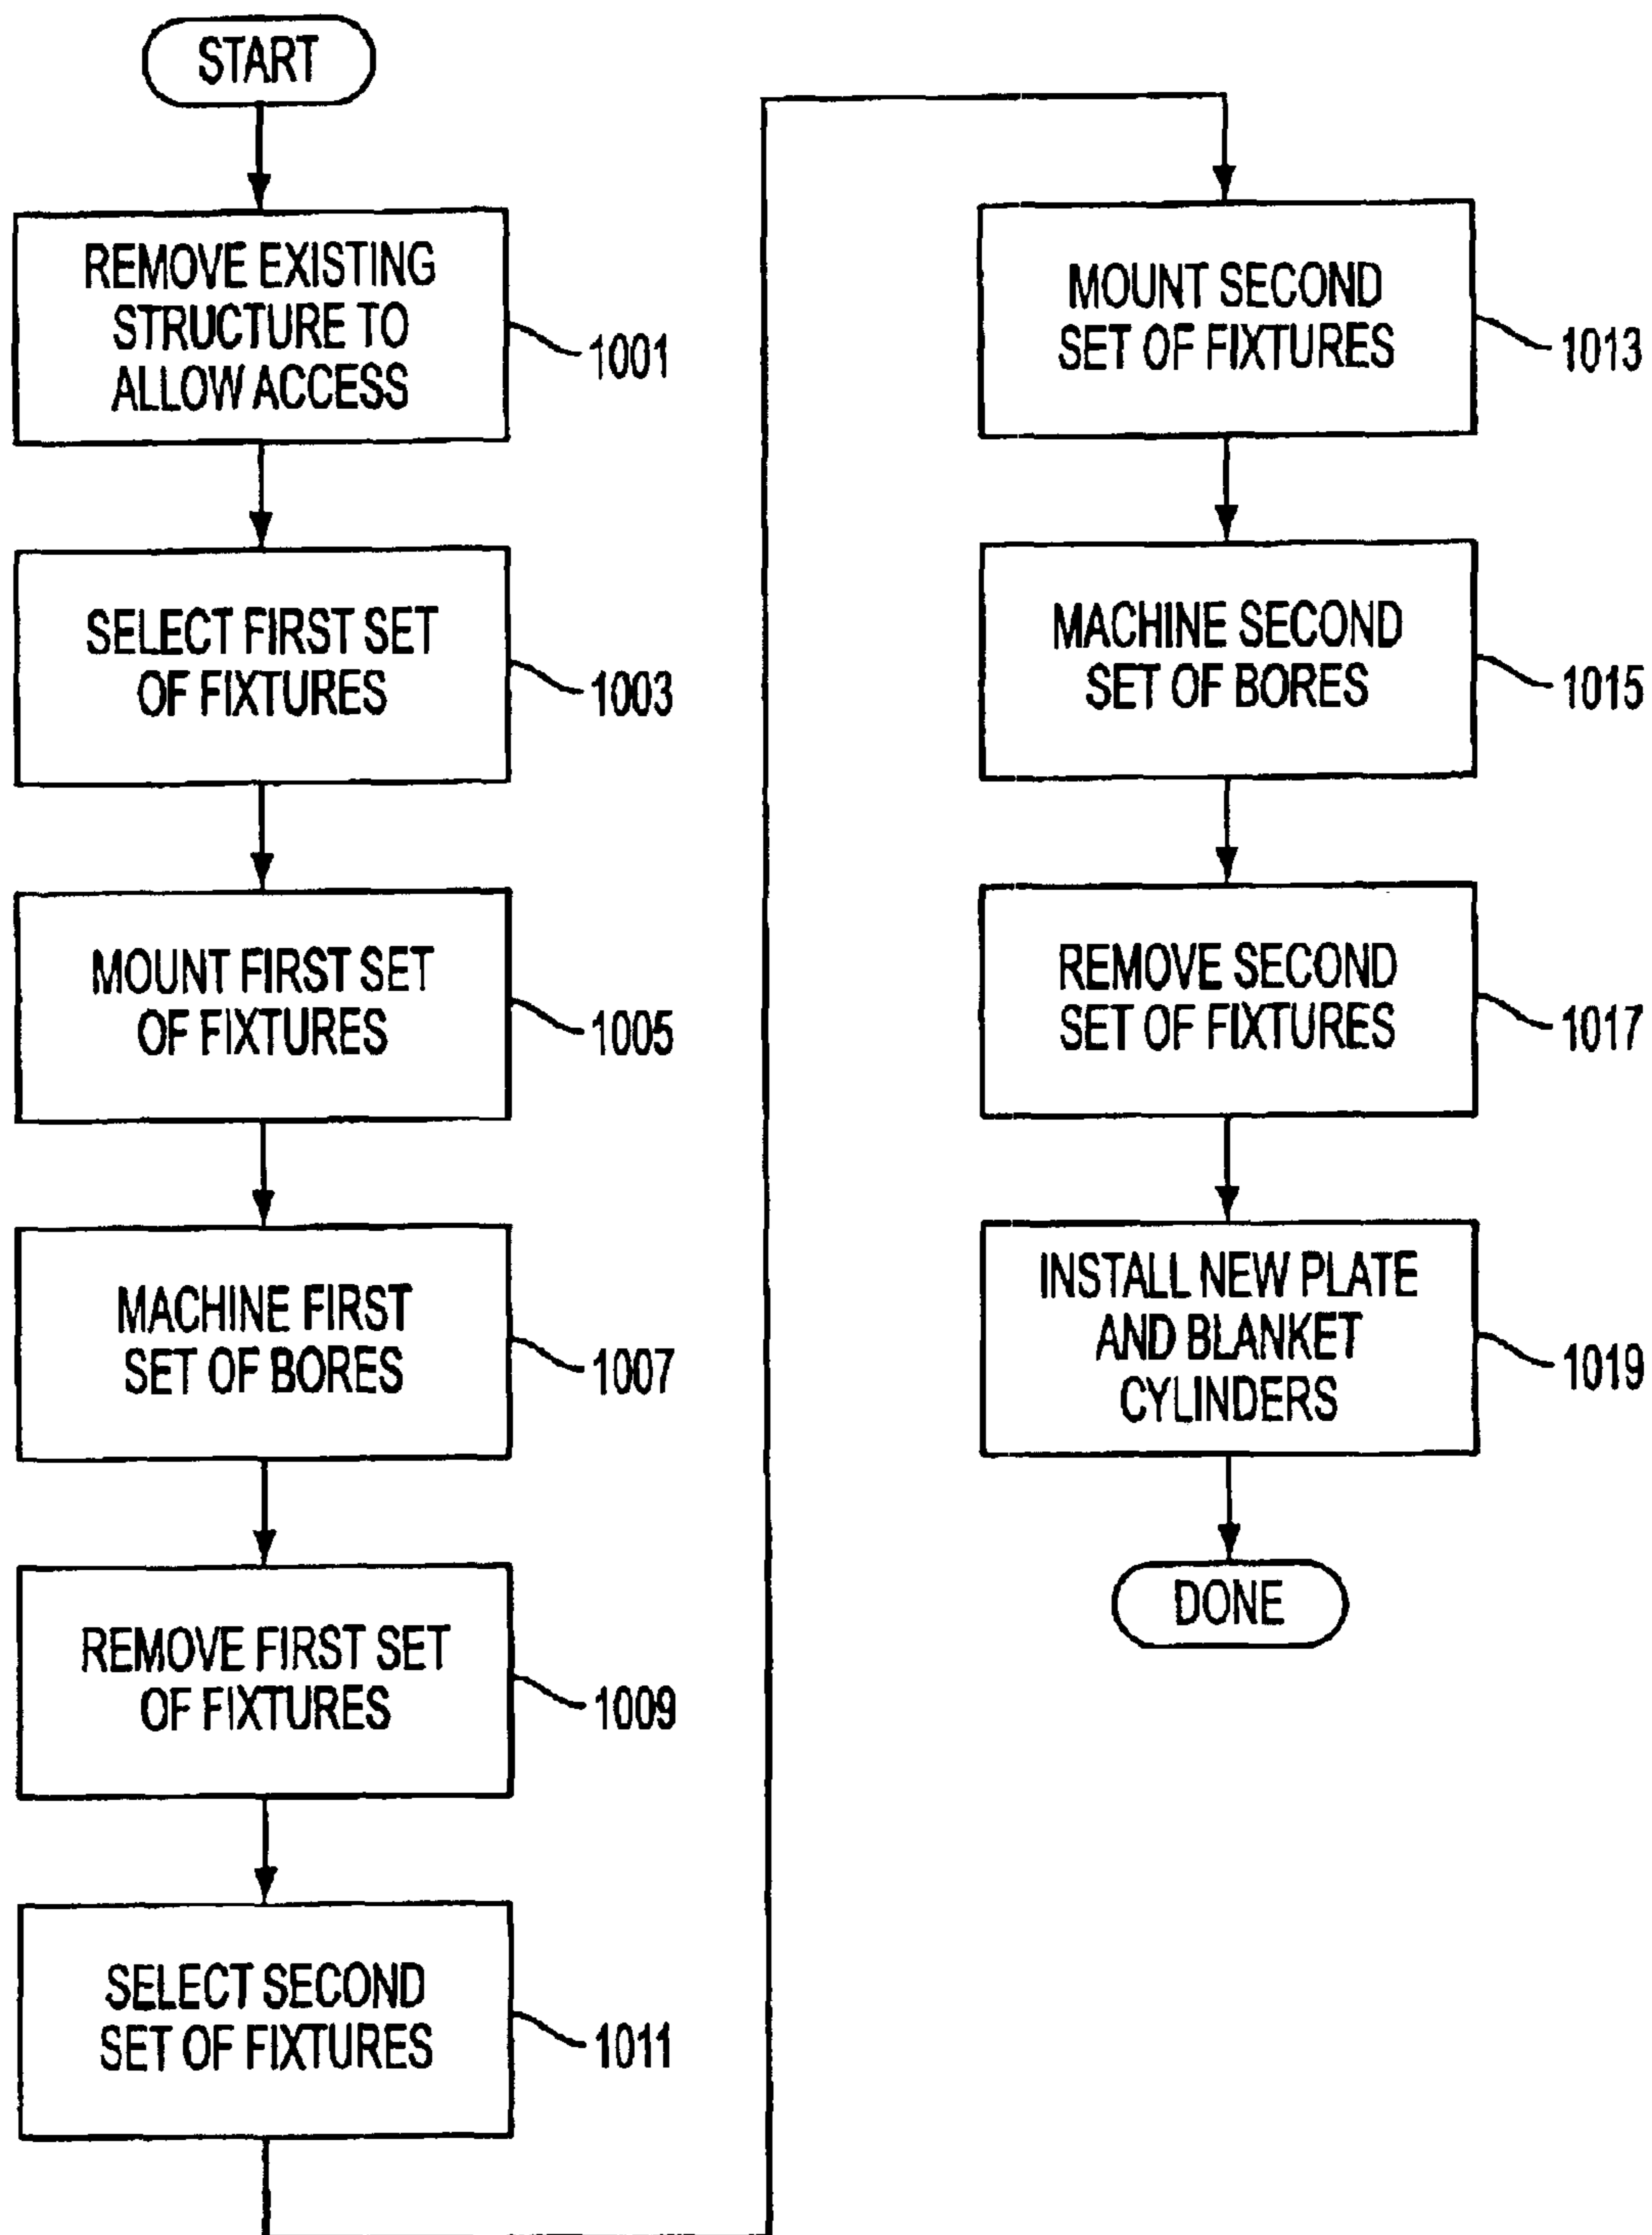 START
REMOVE EXISTING
STRUCTURE TO
ALLOW ACCESS
1001
SELECT FIRST SET
OF FIXTURES
1003
MOUNT FIRST SET
OF FIXTURES
1005
MACHINE FIRST
SET OF BORES
1007
REMOVE FIRST SET
OF FIXTURES
1009
SELECT SECOND
SET OF FIXTURES
1011
MOUNT SECOND
SET OF FIXTURES
1013
MACHINE SECOND
SET OF BORES
1015
REMOVE SECOND
SET OF FIXTURES
1017
INSTALL NEW PLATE
AND BLANKET
CYLINDERS
1019
DONE